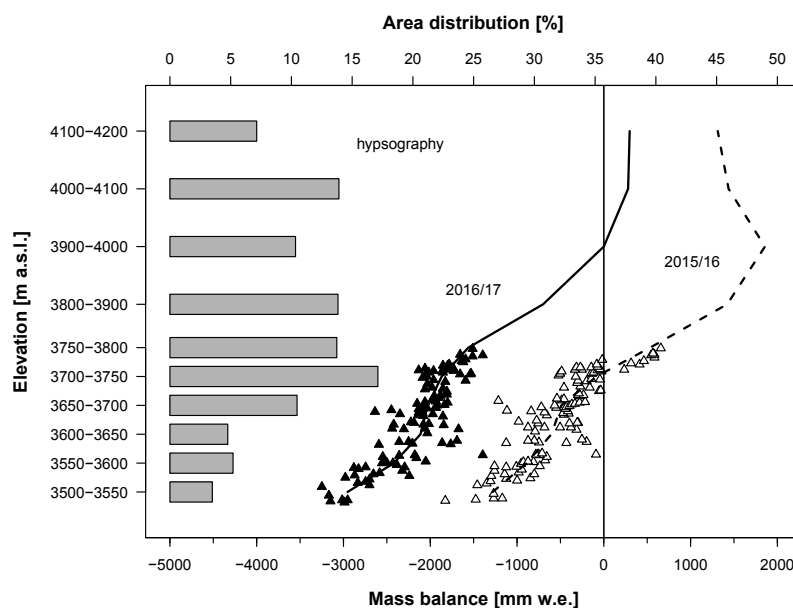 Area distribution [%]
0 5 10 15 20 25 30 35 40 45 49
4100−4200
hypsography
4000−4100
3900−4000
2015/16
2016/17
3800−3900
3750−3800
3700−3750
3650−3700
3600−3650
3550−3600
3500−3550
Elevation [m a.s.l.]
−5000 −4000 −3000 −2000 −1000 0 1000 2000
Mass balance [mm w.e.]